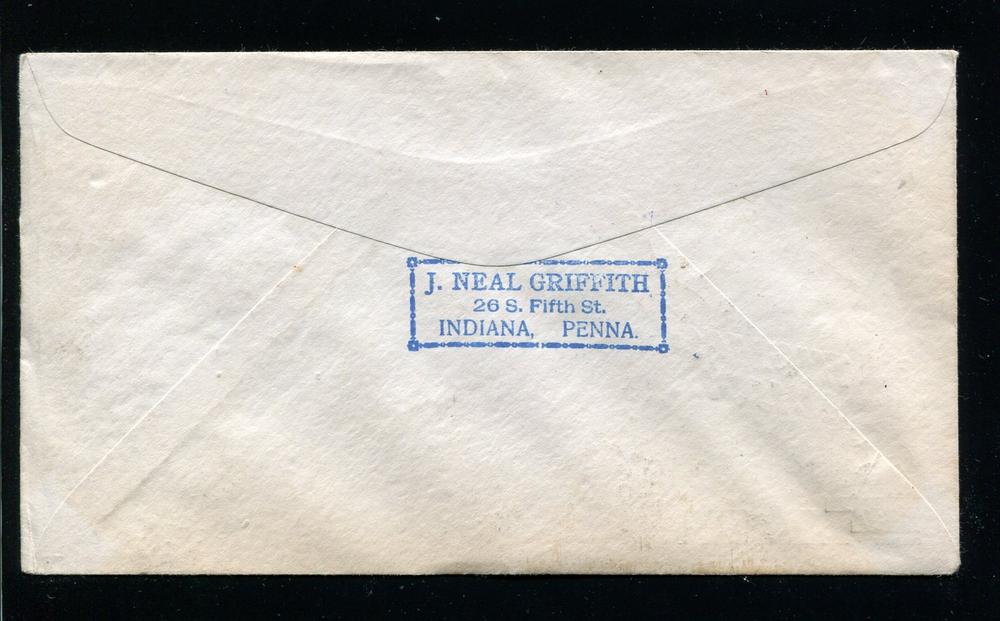 J. NEAL GRIFFITH
26 S. Fifth St.
INDIANA, PENNA.